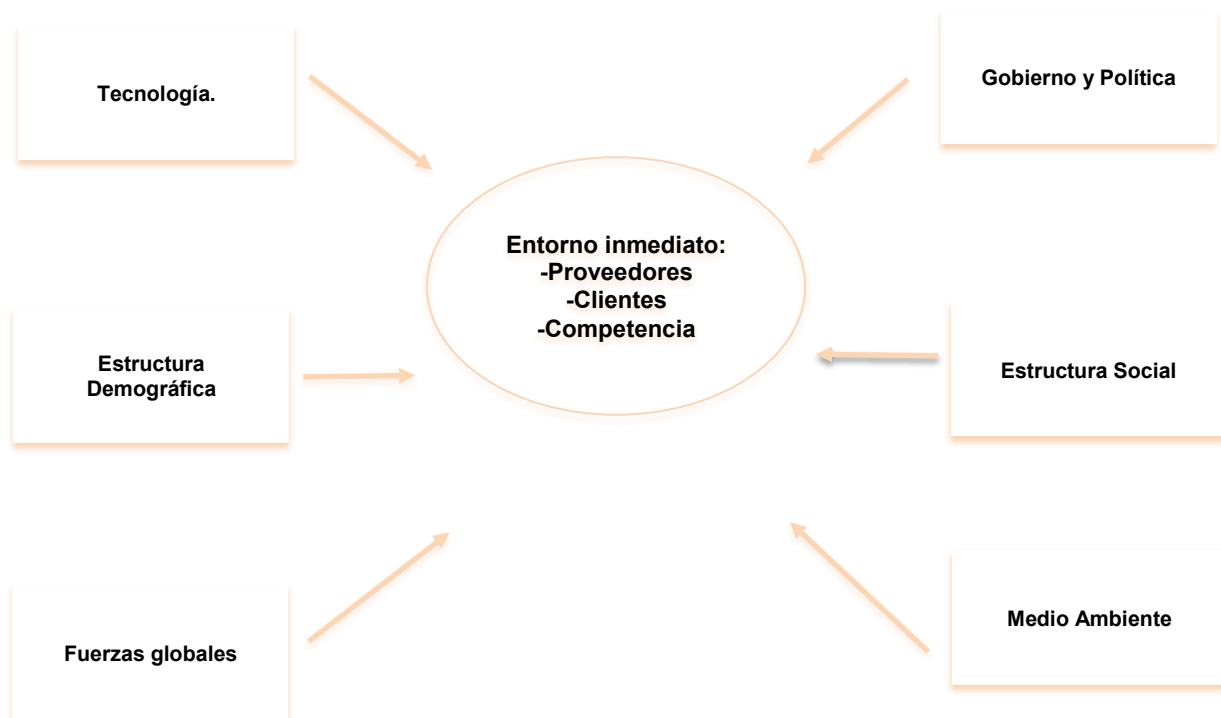 Tecnología.
Gobierno y Política
Entorno inmediato:
-Proveedores
-Clientes
-Competencia
Estructura
Demográfica
Estructura Social
Fuerzas globales
Medio Ambiente